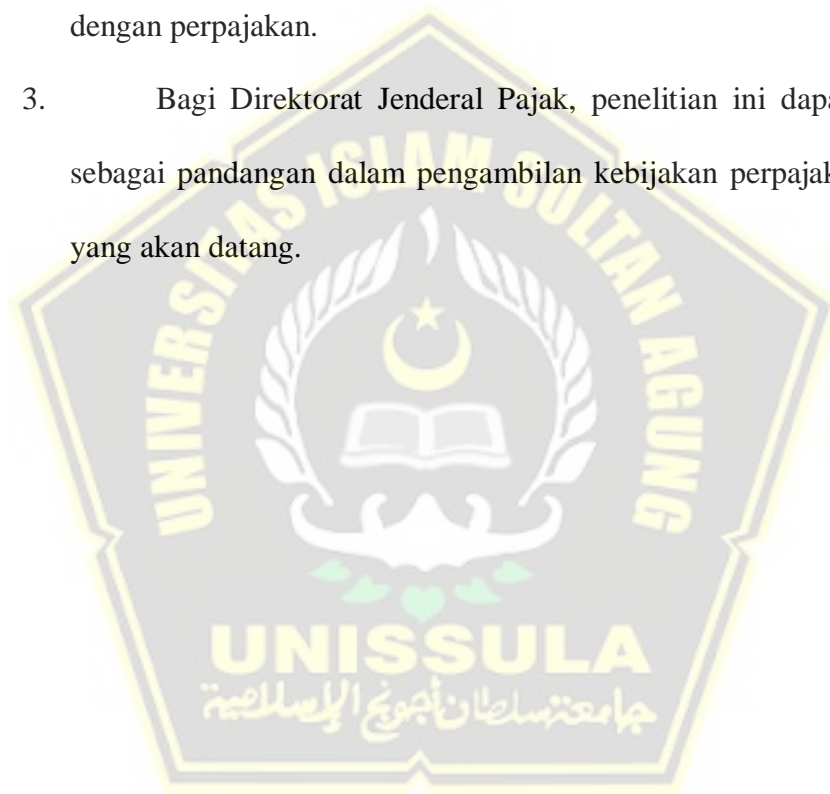 dengan perpajakan.
3. Bagi Direktorat Jenderal Pajak, penelitian ini dapa
sebagai pandangan dalam pengambilan kebijakan perpajak
yang akan datang.
UNIVERSITAS ISLAM SULTAN AGUNG
UNISSULA
جامعة سلطان أجونج الإسلامية